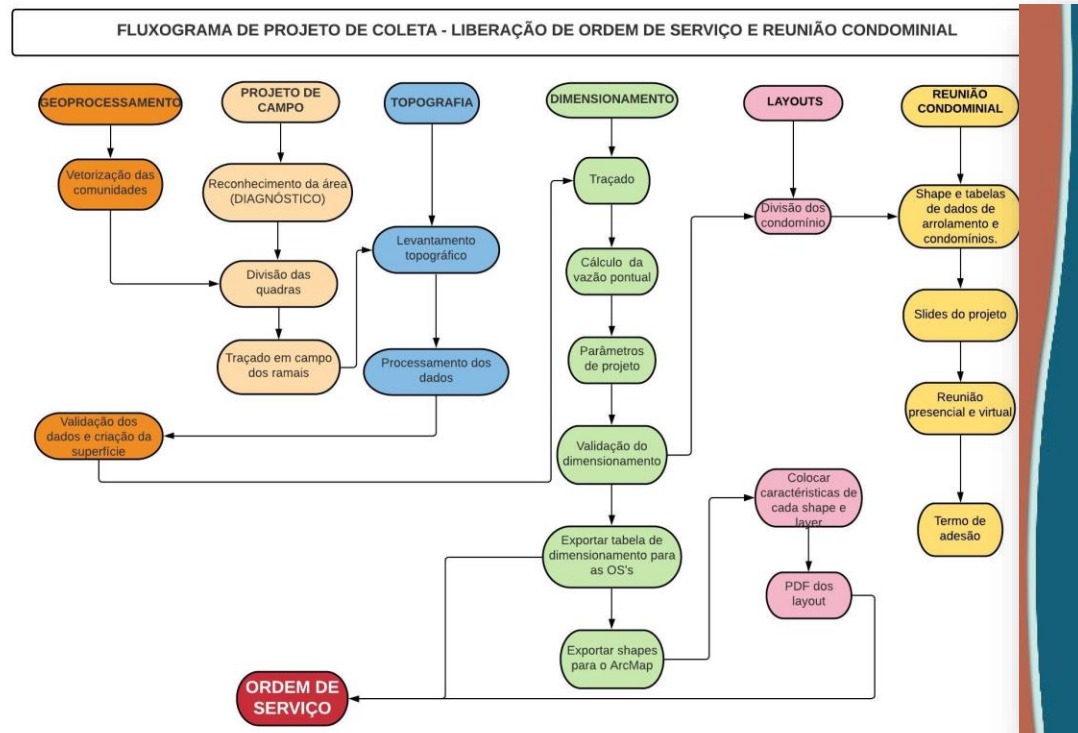 FLUXOGRAMA DE PROJETO DE COLETA - LIBERAÇÃO DE ORDEM DE SERVIÇO E REUNIÃO CONDOMINIAL
GEOPROCESSAMENTO
PROJETO DE
CAMPO
TOPOGRAFIA
DIMENSIONAMENTO
LAYOUTS
REUNIÃO
CONDOMINIAL
Vetorização das
comunidades
Reconhecimento da área
(DIAGNÓSTICO)
Traçado
Divisão dos
condomínio
Shape e tabelas
de dados de
arrolamento e
condomínios.
Levantamento
topográfico
Divisão das
quadras
Cálculo da
vazão pontual
Slides do projeto
Traçado em campo
dos ramais
Processamento dos
dados
Parâmetros
de projeto
Reunião
presencial e virtual
Validação dos
dados e criação da
superfície
Validação do
dimensionamento
Colocar
caractéristicas de
cada shape e
layer
Termo de
adesão
Exportar tabela de
dimensionamento para
as OS's
PDF dos
layout
Exportar shapes
para o ArcMap
ORDEM DE
SERVIÇO